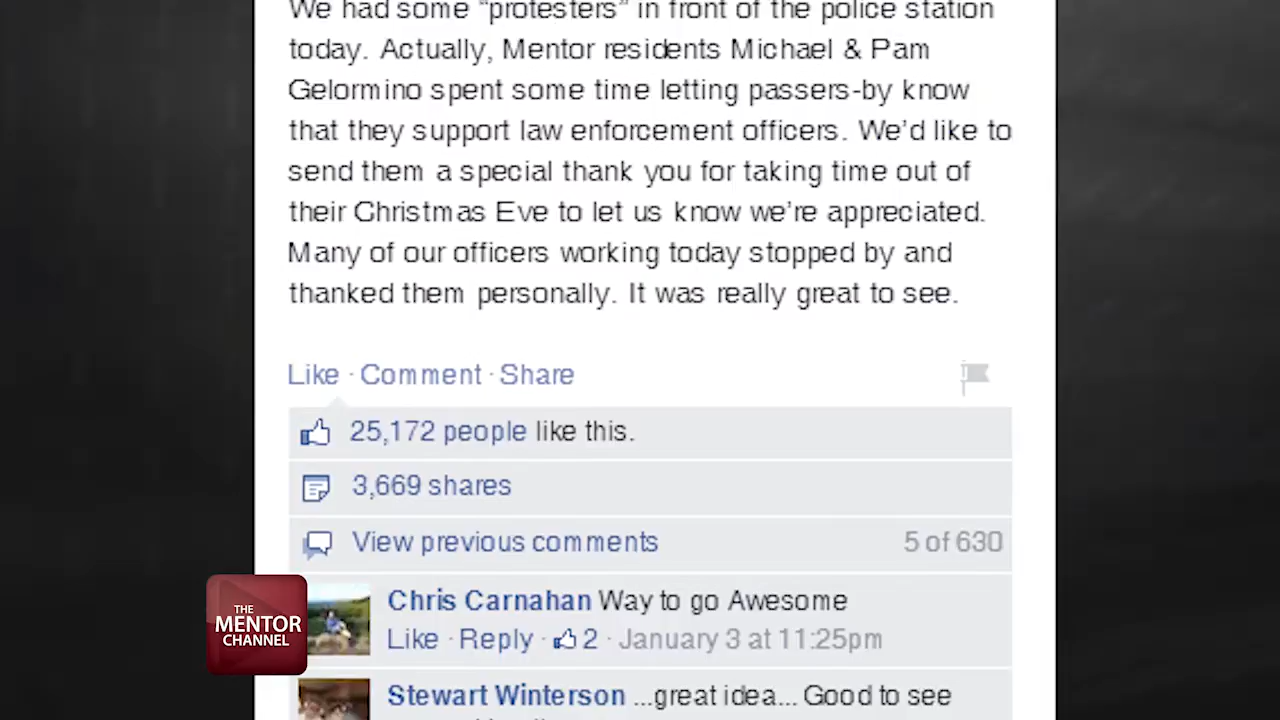 We had some “protesters” in front of the police station
today. Actually, Mentor residents Michael & Pam
Gelormino spent some time letting passers-by know
that they support law enforcement officers. We’d like to
send them a special thank you for taking time out of
their Christmas Eve to let us know we’re appreciated.
Many of our officers working today stopped by and
thanked them personally. It was really great to see.
Like · Comment · Share
25,172 people like this.
3,669 shares
View previous comments 5 of 630
Chris Carnahan Way to go Awesome
Like · Reply · 2 · January 3 at 11:25pm
Stewart Winterson ...great idea... Good to see
THE
MENTOR
CHANNEL